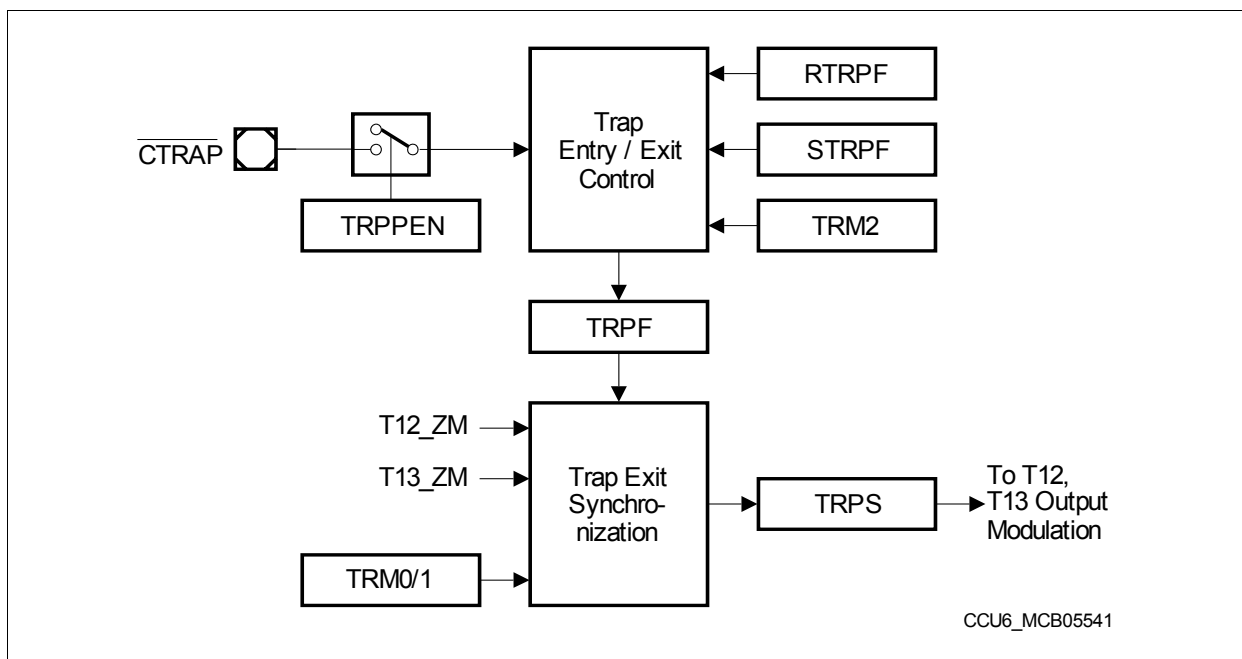 RTRPF
Trap
Entry / Exit
Control
CTRAP
STRPF
TRPPEN
TRM2
TRPF
T12_ZM
T13_ZM
Trap Exit
Synchro-
nization
TRPS
To T12,
T13 Output
Modulation
TRM0/1
CCU6_MCB05541